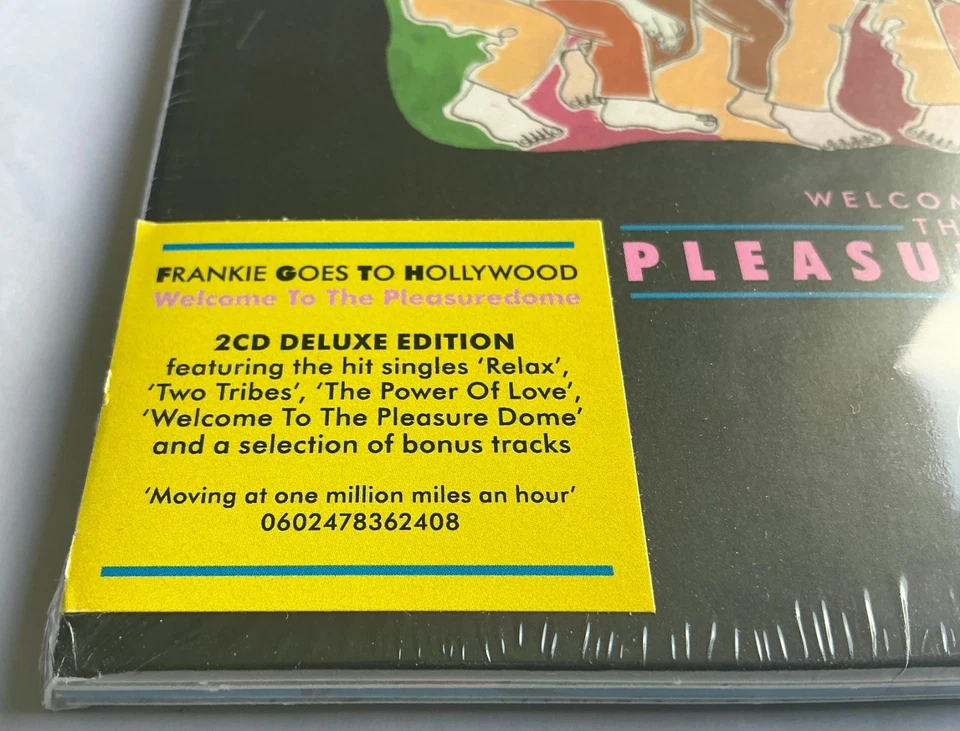 WELCOM
TH
PLEASU
FRANKIE GOES TO HOLLYWOOD
Welcome To The Pleasuredome
2CD DELUXE EDITION
featuring the hit singles ‘Relax’,
‘Two Tribes’, ‘The Power Of Love’,
‘Welcome To The Pleasure Dome’
and a selection of bonus tracks
‘Moving at one million miles an hour’
0602478362408